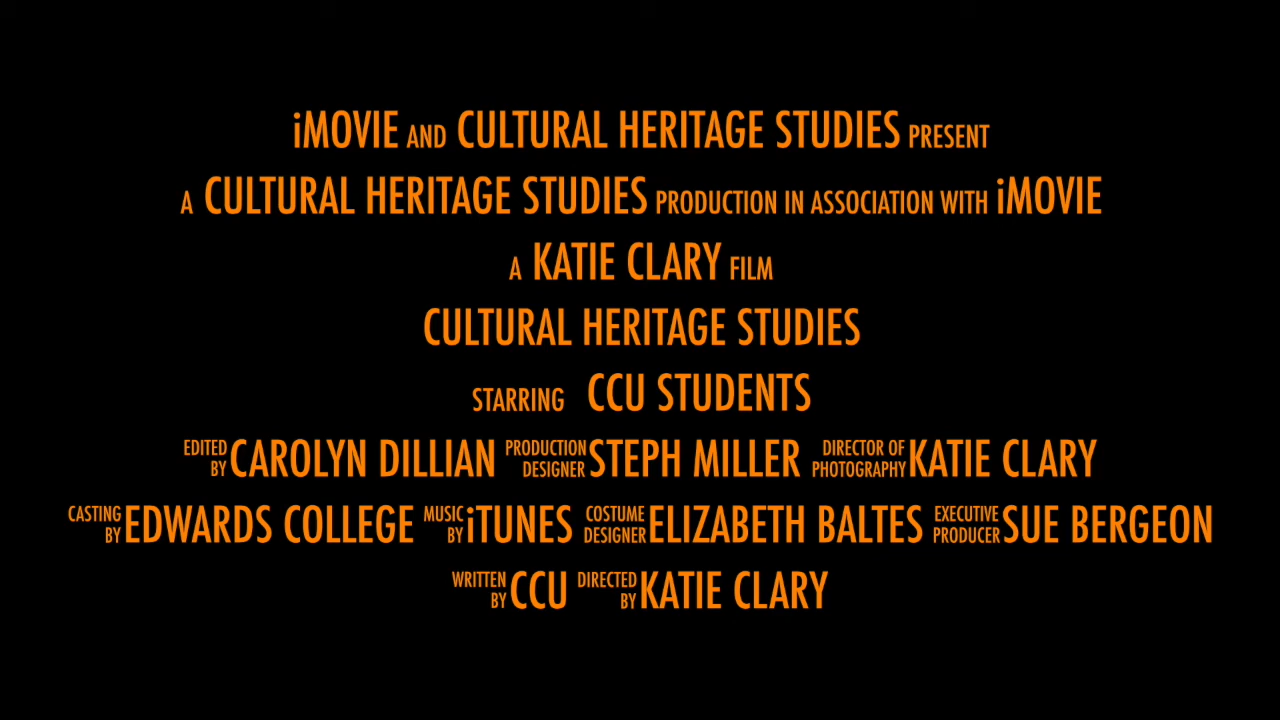 iMOVIE AND CULTURAL HERITAGE STUDIES PRESENT
A CULTURAL HERITAGE STUDIES PRODUCTION IN ASSOCIATION WITH iMOVIE
A KATIE CLARY FILM
CULTURAL HERITAGE STUDIES
STARRING CCU STUDENTS
EDITED BY CAROLYN DILLIAN PRODUCTION DESIGNER STEPH MILLER DIRECTOR OF PHOTOGRAPHY KATIE CLARY
CASTING BY EDWARDS COLLEGE MUSIC BY iTUNES COSTUME DESIGNER ELIZABETH BALTES EXECUTIVE PRODUCER SUE BERGEON
WRITTEN BY CCU DIRECTED BY KATIE CLARY